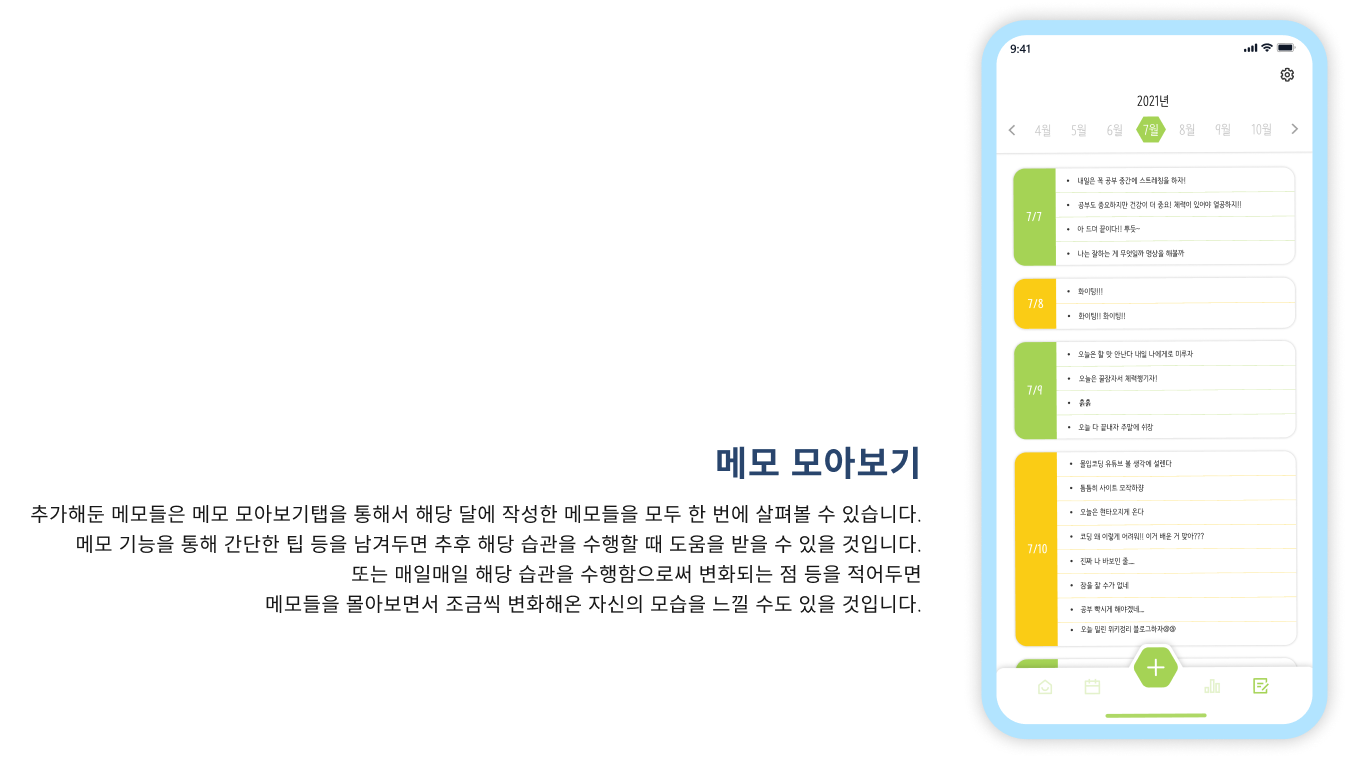 메모 모아보기
추가해둔 메모들은 메모 모아보기탭을 통해서 해당 달에 작성한 메모들을 모두 한 번에 살펴볼 수 있습니다.
메모 기능을 통해 간단한 팁 등을 남겨두면 추후 해당 습관을 수행할 때 도움을 받을 수 있을 것입니다.
또는 매일매일 해당 습관을 수행함으로써 변화되는 점 등을 적어두면
메모들을 몰아보면서 조금씩 변화해온 자신의 모습을 느낄 수도 있을 것입니다.
9:41
2021년
4월 5월 6월 7월 8월 9월 10월
7/7
• 내일은 꼭 공부 중간에 스트레칭을 하자!
• 공부도 중요하지만 건강이 더 중요! 체력이 있어야 열공하지!!
• 아 드디 끝이다!! 뿌듯~
• 나는 잘하는 게 무엇일까 명상을 해볼까
7/8
• 화이팅!!!
• 화이팅!! 화이팅!!
7/9
• 오늘은 할 맛 안난다 내일 나에게로 미루자
• 오늘은 꿀잠자서 체력챙기자!
• 흙흙
• 오늘 다 끝내자 주말에 쉬장
7/10
• 몰입코딩 유튜브 볼 생각에 설렌다
• 틈틈히 사이트 모작하장
• 오늘은 현타오지게 온다
• 코딩 왜 이렇게 어려워!! 이거 배운 거 맞아???
• 진짜 나 바보인 줄...
• 잠을 잘 수가 없네
• 공부 빡시게 해야겠네...
• 오늘 밀린 위키정리 블로그하자@@